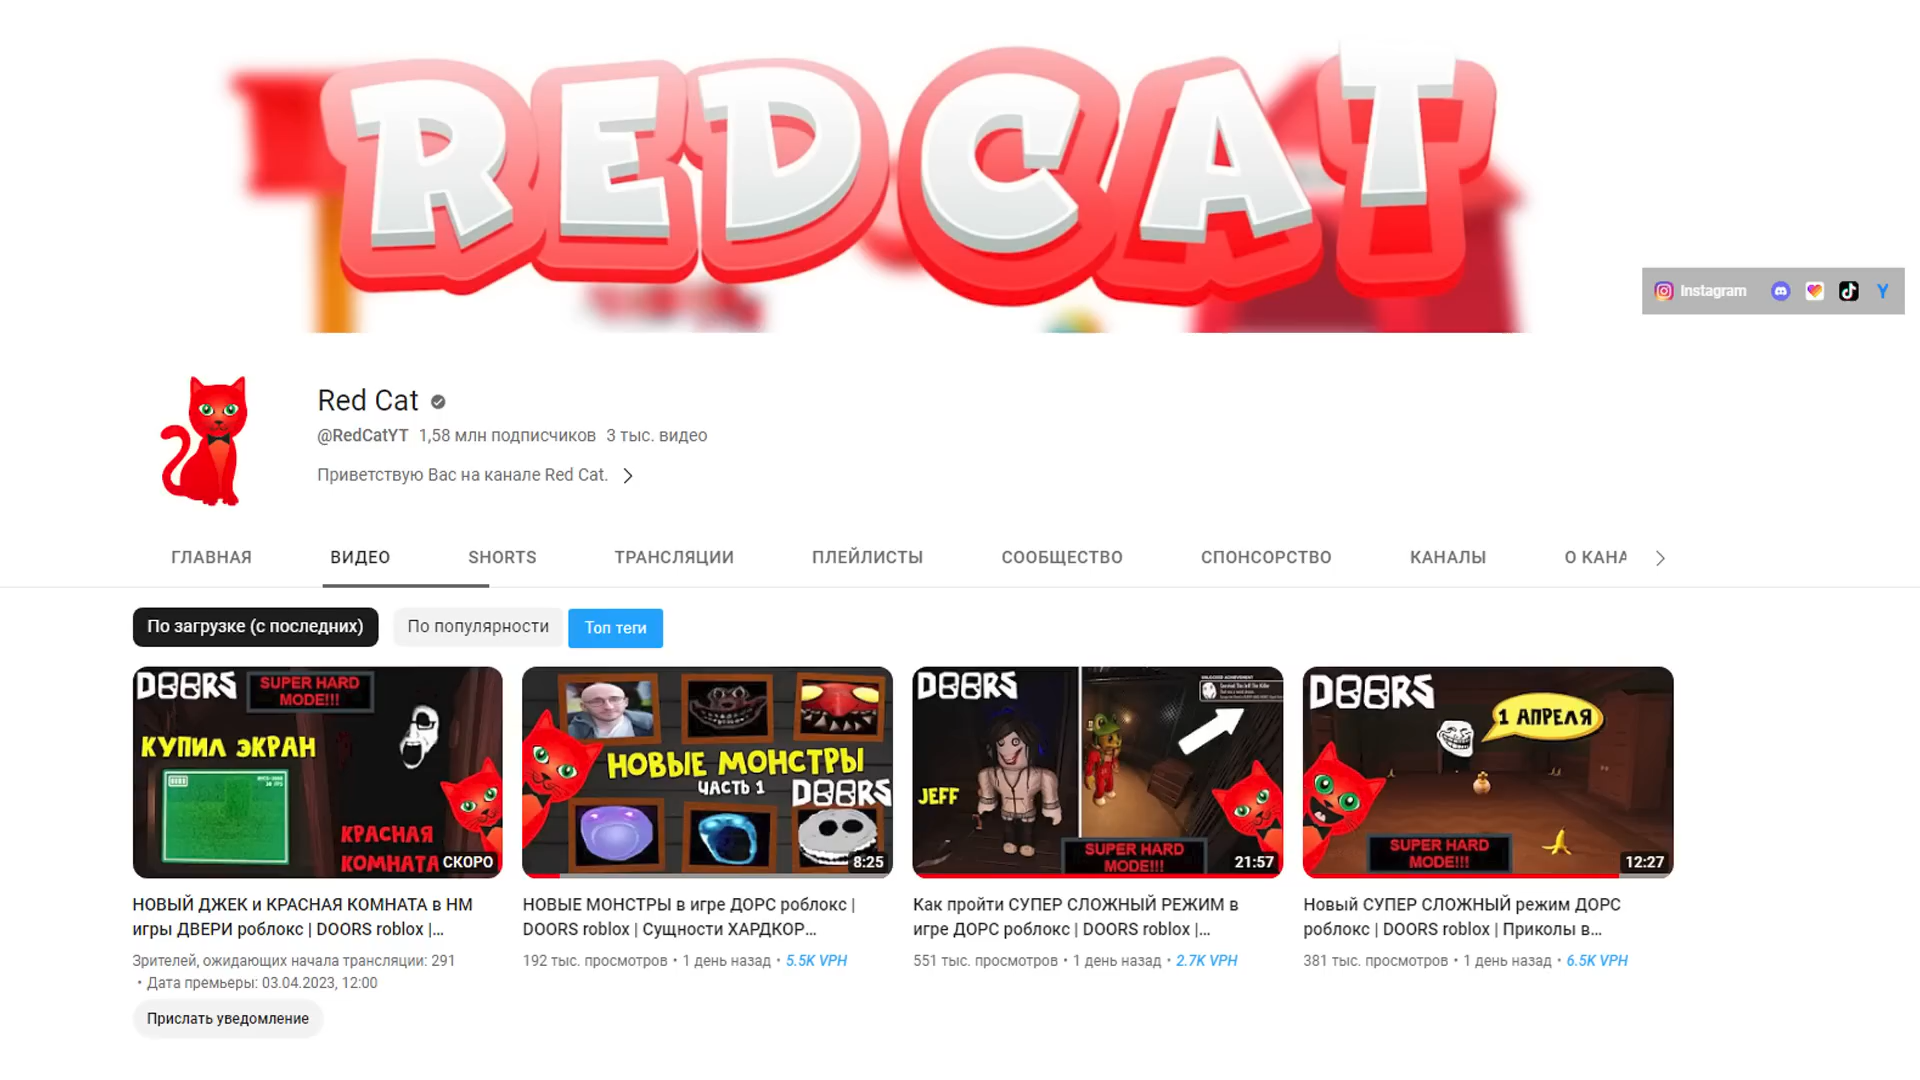 REDCAT
Instagram
Red Cat
@RedCatYT 1,58 млн подписчиков 3 тыс. видео
Приветствую Вас на канале Red Cat.
ГЛАВНАЯ ВИДЕО SHORTS ТРАНСЛЯЦИИ ПЛЕЙЛИСТЫ СООБЩЕСТВО СПОНСОРСТВО КАНАЛЫ О КАНА
По загрузке (с последних) По популярности Топ теги
DOORS
SUPER HARD
MODE!!!
КУПИЛ ЭКРАН
КРАСНАЯ
КОМНАТА
СКОРО
НОВЫЕ МОНСТРЫ
ЧАСТЬ 1
DOORS
8:25
DOORS
JEFF
SUPER HARD
MODE!!!
21:57
DOORS
1 АПРЕЛЯ
SUPER HARD
MODE!!!
12:27
НОВЫЙ ДЖЕК и КРАСНАЯ КОМНАТА в НМ
игры ДВЕРИ роблокс | DOORS roblox |...
Зрителей, ожидающих начала трансляции: 291
• Дата премьеры: 03.04.2023, 12:00
Прислать уведомление
НОВЫЕ МОНСТРЫ в игре ДОРС роблокс |
DOORS roblox | Сущности ХАРДКОР...
192 тыс. просмотров • 1 день назад • 5.5K VPH
Как пройти СУПЕР СЛОЖНЫЙ РЕЖИМ в
игре ДОРС роблокс | DOORS roblox |...
551 тыс. просмотров • 1 день назад • 2.7K VPH
Новый СУПЕР СЛОЖНЫЙ режим ДОРС
роблокс | DOORS roblox | Приколы в...
381 тыс. просмотров • 1 день назад • 6.5K VPH